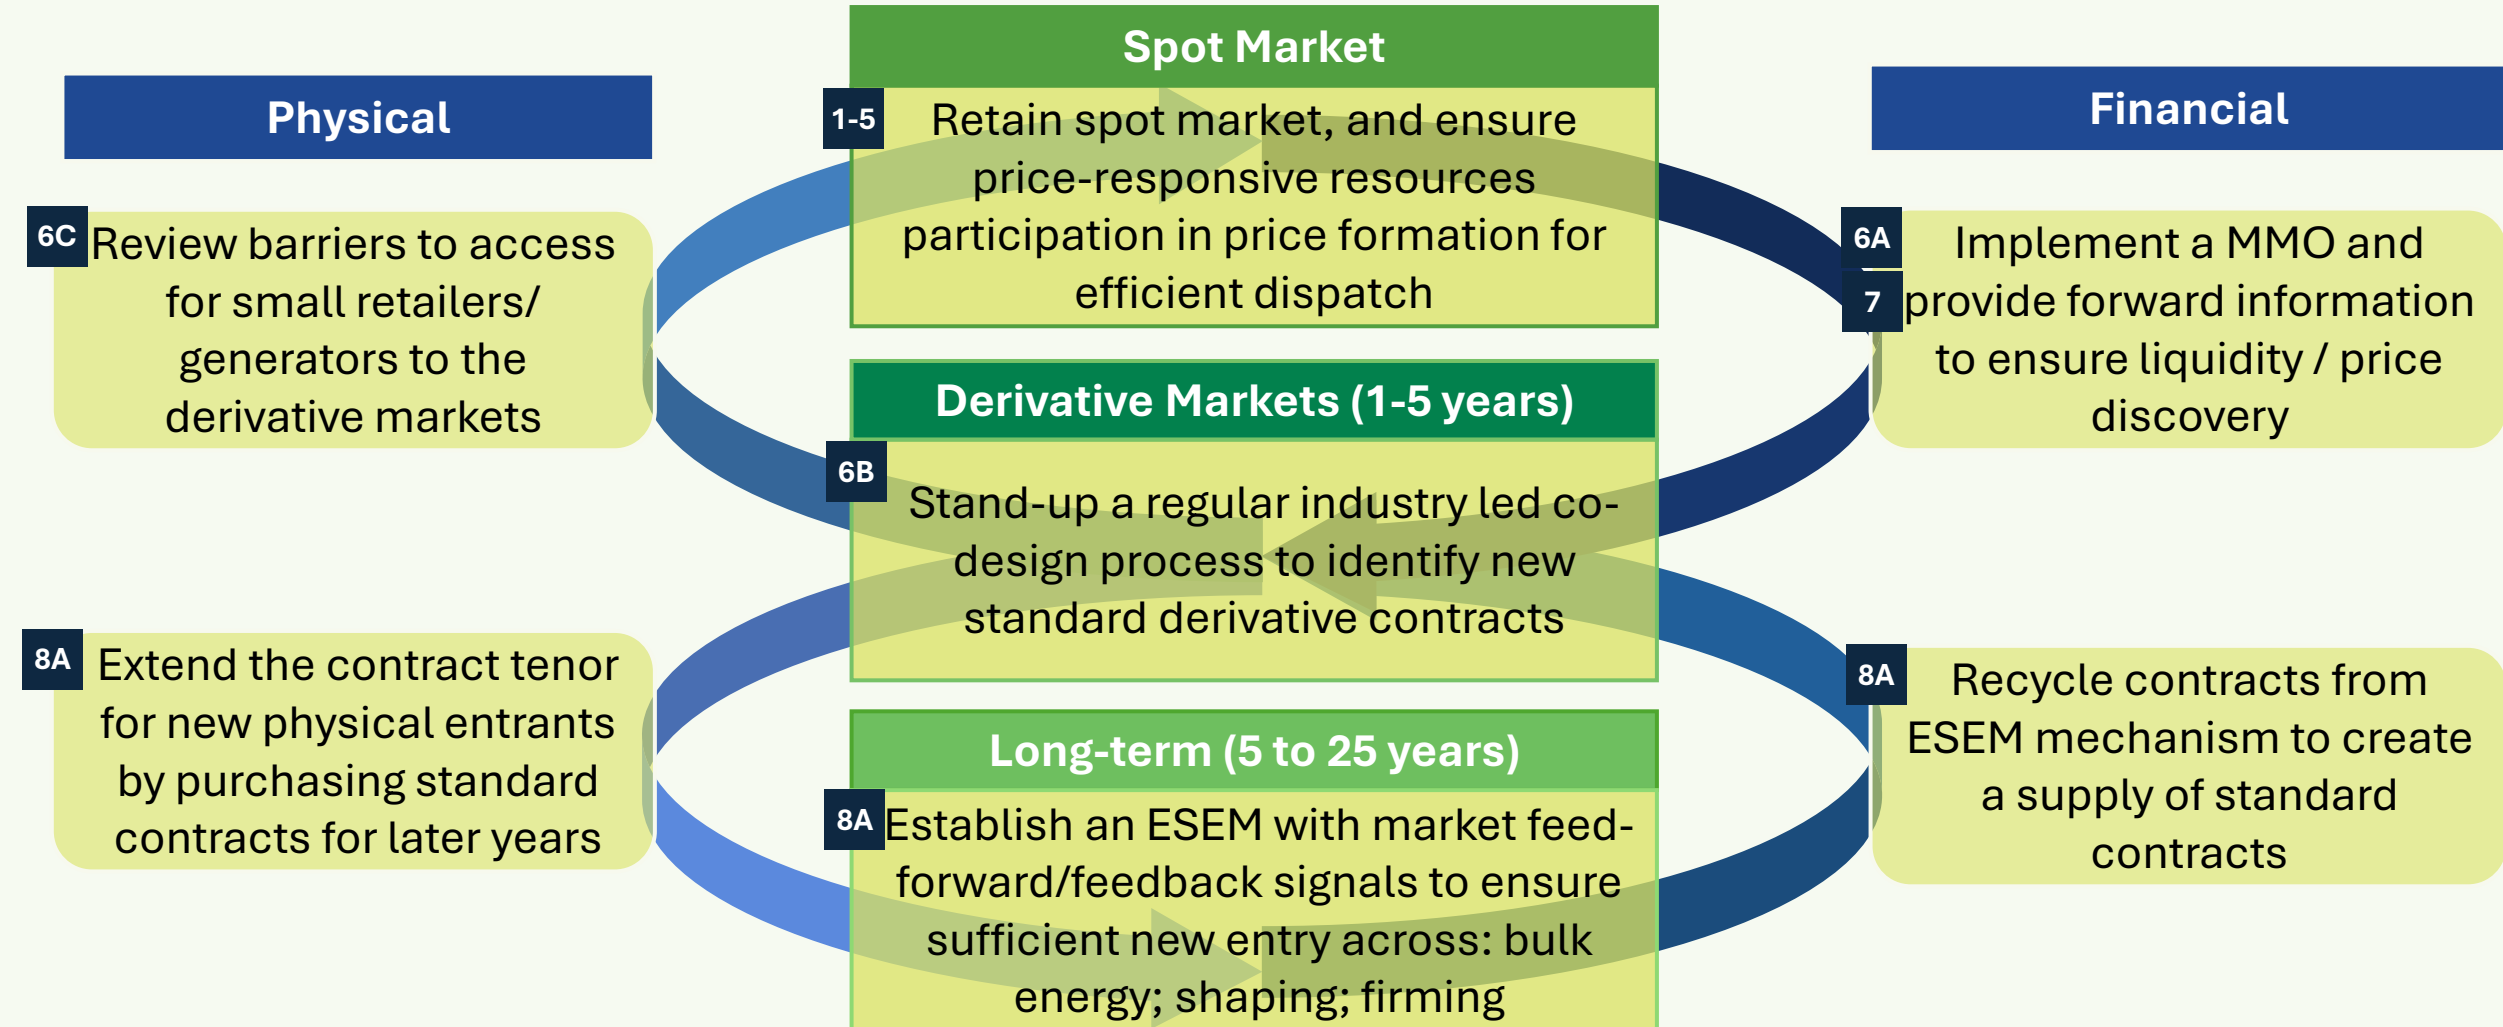 Spot Market
Physical
Financial
1-5
Retain spot market, and ensure
price-responsive resources
participation in price formation for
efficient dispatch
6C
Review barriers to access
for small retailers/
generators to the
derivative markets
6A
7
Implement a MMO and
provide forward information
to ensure liquidity / price
discovery
Derivative Markets (1-5 years)
6B
Stand-up a regular industry led co-
design process to identify new
standard derivative contracts
8A
Extend the contract tenor
for new physical entrants
by purchasing standard
contracts for later years
8A
Recycle contracts from
ESEM mechanism to create
a supply of standard
contracts
Long-term (5 to 25 years)
8A
Establish an ESEM with market feed-
forward/feedback signals to ensure
sufficient new entry across: bulk
energy; shaping; firming